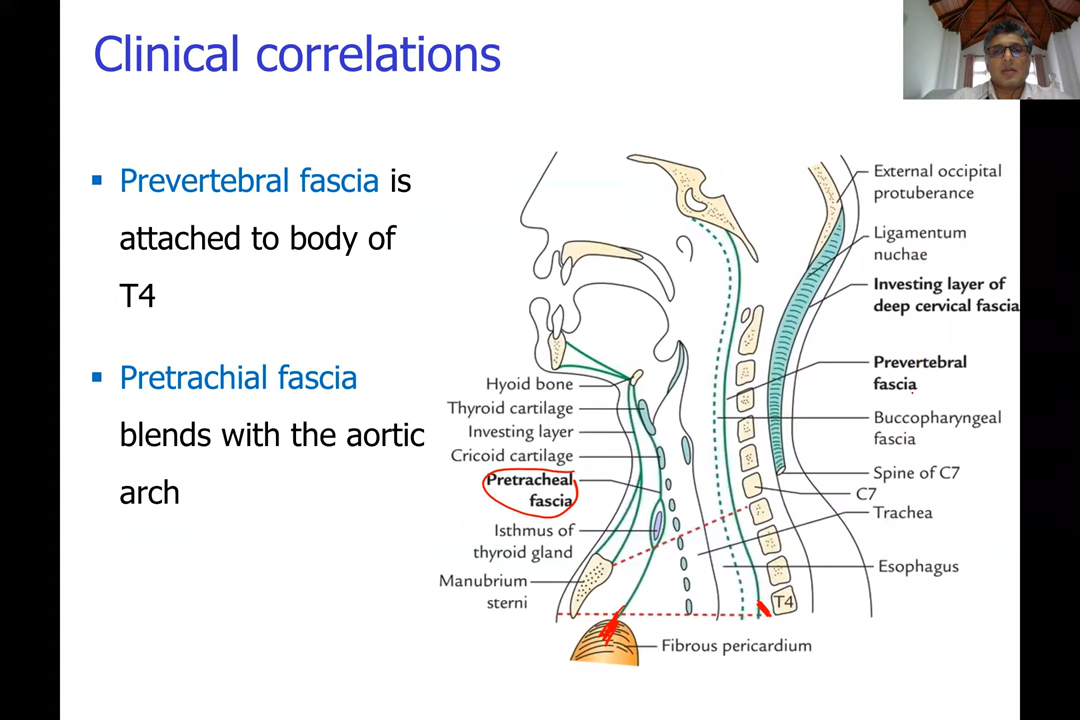 Clinical correlations
Prevertebral fascia is
attached to body of
T4
Pretrachial fascia
blends with the aortic
arch
Hyoid bone
Thyroid cartilage
Investing layer
Cricoid cartilage
Pretracheal
fascia
Isthmus of
thyroid gland
Manubrium
sterni
External occipital
protuberance
Ligamentum
nuchae
Investing layer of
deep cervical fascia
Prevertebral
fascia
Buccopharyngeal
fascia
Spine of C7
C7
Trachea
Esophagus
T4
Fibrous pericardium